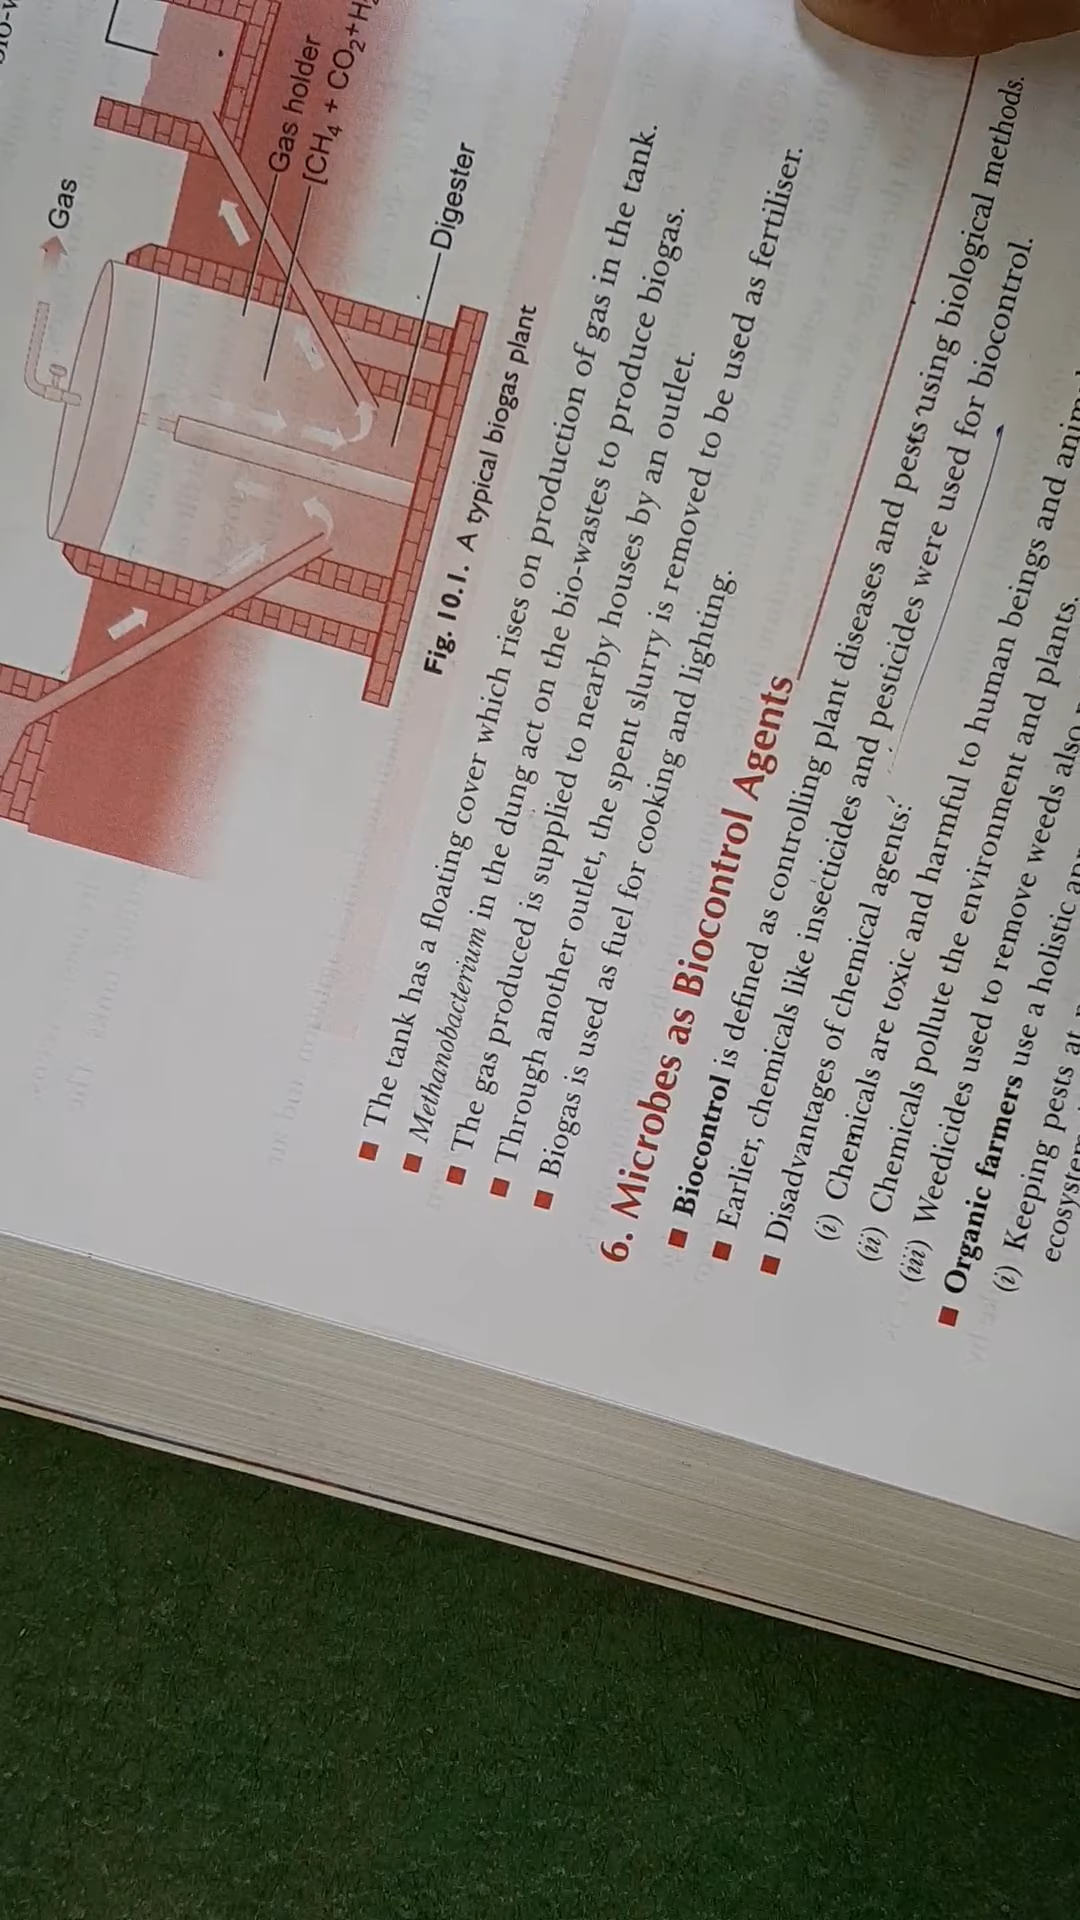 Gas
Gas holder
[CH₄ + CO₂+H
Digester
Fig. 10.1. A typical biogas plant
■ The tank has a floating cover which rises on production of gas in the tank.
■ Methanobacterium in the dung act on the bio-wastes to produce biogas.
■ The gas produced is supplied to nearby houses by an outlet.
■ Through another outlet, the spent slurry is removed to be used as fertiliser.
■ Biogas is used as fuel for cooking and lighting.
6. Microbes as Biocontrol Agents
■ Biocontrol is defined as controlling plant diseases and pests using biological methods.
■ Earlier, chemicals like insecticides and pesticides were used for biocontrol.
■ Disadvantages of chemical agents:
(i) Chemicals are toxic and harmful to human beings and
(ii) Chemicals pollute the environment and plants.
(iii) Weedicides used to remove weeds also
■ Organic farmers use a holistic
(i) Keeping pests at